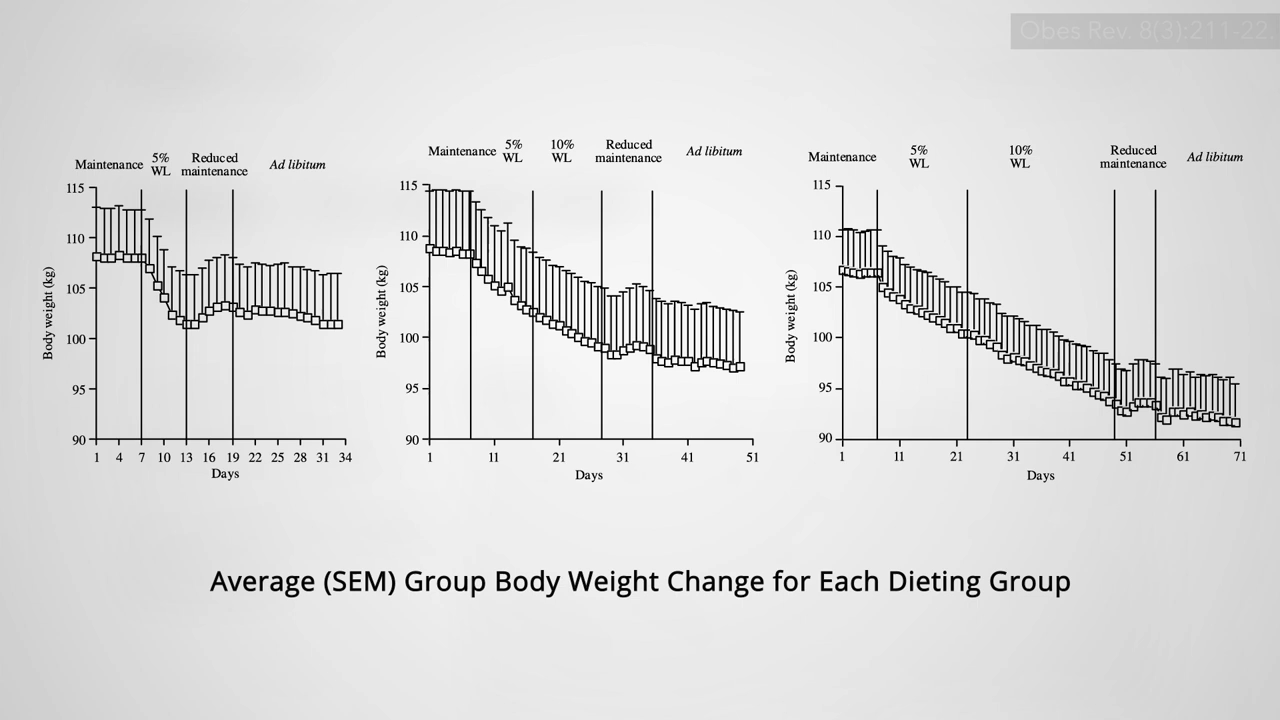 Obes Rev. 8(3):211-22.
Maintenance
5%
WL
Reduced
maintenance
Ad libitum
115
110
105
100
95
90
Body weight (kg)
1 4 7 10 13 16 19 22 25 28 31 34
Days
Maintenance
5%
WL
10%
WL
Reduced
maintenance
Ad libitum
115
110
105
100
95
90
Body weight (kg)
1 11 21 31 41 51
Days
Maintenance
5%
WL
10%
WL
Reduced
maintenance
Ad libitum
115
110
105
100
95
90
Body weight (kg)
1 11 21 31 41 51 61 71
Days
Average (SEM) Group Body Weight Change for Each Dieting Group